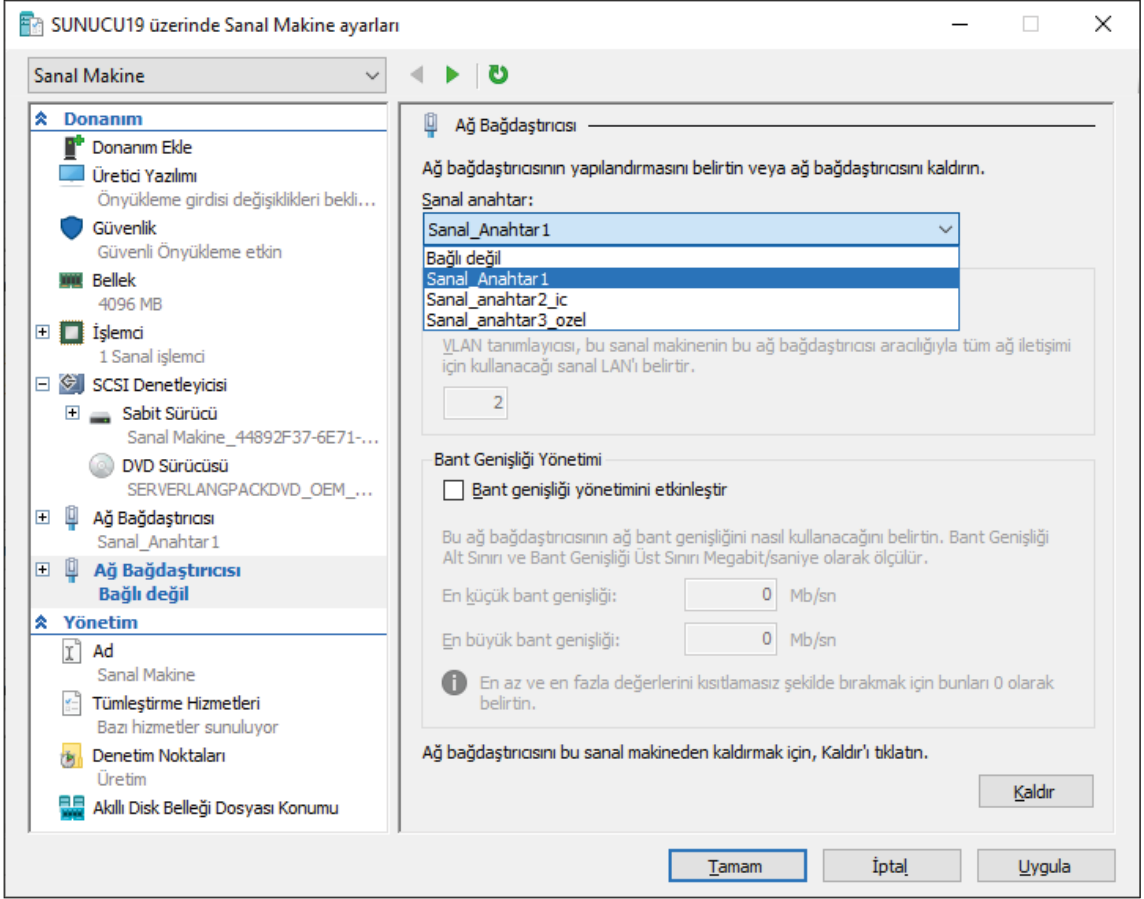 SUNUCU19 üzerinde Sanal Makine ayarları
Sanal Makine
Donanım
Donanım Ekle
Üretici Yazılımı
Önyükleme girdisi değişiklikleri bekli...
Güvenlik
Güvenli Önyükleme etkin
Bellek
4096 MB
İşlemci
1 Sanal işlemci
SCSI Denetleyicisi
Sabit Sürücü
Sanal Makine_44892F37-6E71-...
DVD Sürücüsü
SERVERLANGPACKDVD_OEM_...
Ağ Bağdaştırıcısı
Sanal_Anahtar1
Ağ Bağdaştırıcısı
Bağlı değil
Yönetim
Ad
Sanal Makine
Tümleştirme Hizmetleri
Bazı hizmetler sunuluyor
Denetim Noktaları
Üretim
Akıllı Disk Belleği Dosyası Konumu
Ağ Bağdaştırıcısı
Ağ bağdaştırıcısının yapılandırmasını belirtin veya ağ bağdaştırıcısını kaldırın.
Sanal anahtar:
Sanal_Anahtar1
Bağlı değil
Sanal_Anahtar1
Sanal_anahtar2_ic
Sanal_anahtar3_ozel
VLAN tanımlayıcısı, bu sanal makinenin bu ağ bağdaştırıcısı aracılığıyla tüm ağ iletişimi
için kullanacağı sanal LAN'ı belirtir.
2
Bant Genişliği Yönetimi
Bant genişliği yönetimini etkinleştir
Bu ağ bağdaştırıcısının ağ bant genişliğini nasıl kullanacağını belirtin. Bant Genişliği
Alt Sınırı ve Bant Genişliği Üst Sınırı Megabit/saniye olarak ölçülür.
En küçük bant genişliği: 0 Mb/sn
En büyük bant genişliği: 0 Mb/sn
En az ve en fazla değerlerini kısıtlamasız şekilde bırakmak için bunları 0 olarak
belirtin.
Ağ bağdaştırıcısını bu sanal makineden kaldırmak için, Kaldır'ı tıklatın.
Kaldır
Tamam İptal Uygula